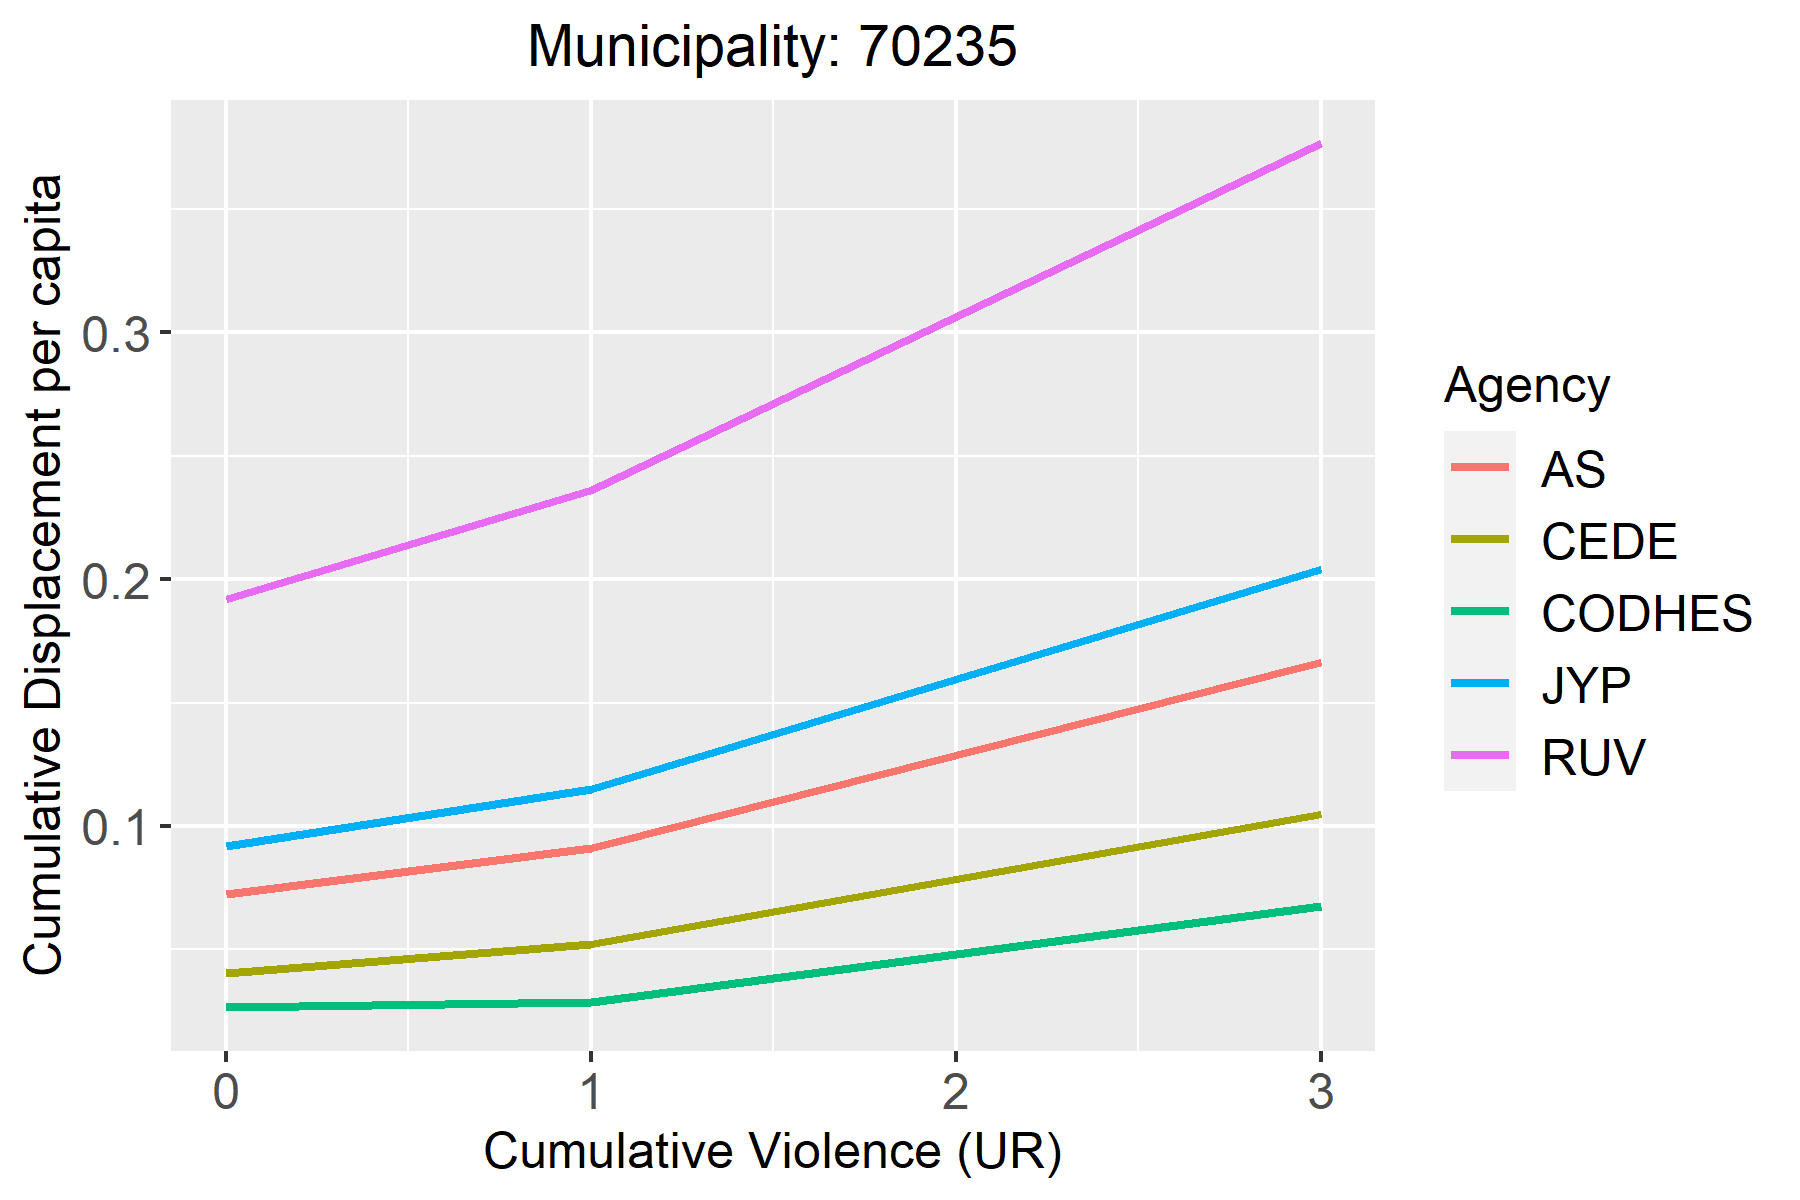 Municipality: 70235
Cumulative Displacement per capita
0.3
0.2
0.1
0
1
2
3
Cumulative Violence (UR)
Agency
AS
CEDE
CODHES
JYP
RUV